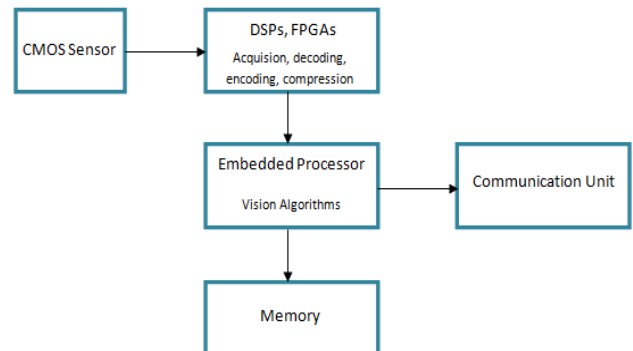 CMOS Sensor
DSPs, FPGAs
Acquision, decoding,
encoding, compression
Embedded Processor
Vision Algorithms
Communication Unit
Memory